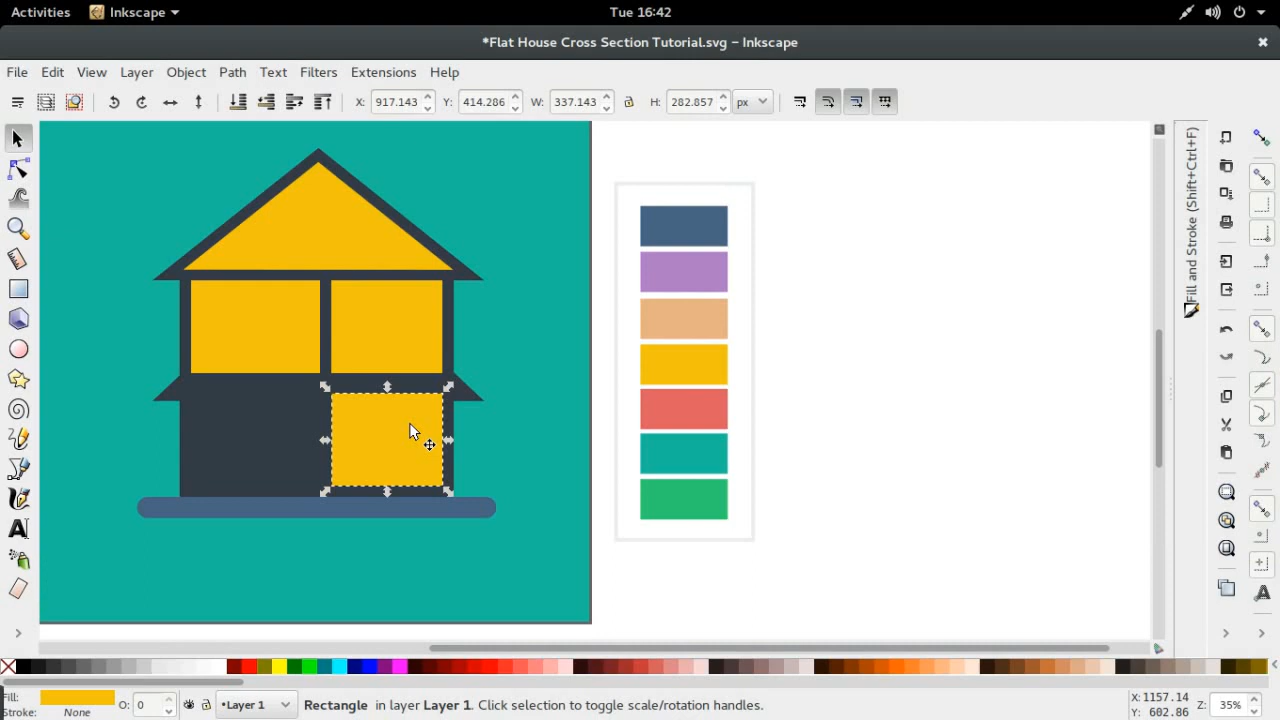 Activities Inkscape Tue 16:42
*Flat House Cross Section Tutorial.svg – Inkscape
File Edit View Layer Object Path Text Filters Extensions Help
X: 917.143 Y: 414.286 W: 337.143 H: 282.857 px
Fill and Stroke (Shift+Ctrl+F)
Fill: O: 0 •Layer 1 Rectangle in layer Layer 1. Click selection to toggle scale/rotation handles. X: 1157.14 Z: 35%
Stroke: None Y: 602.86